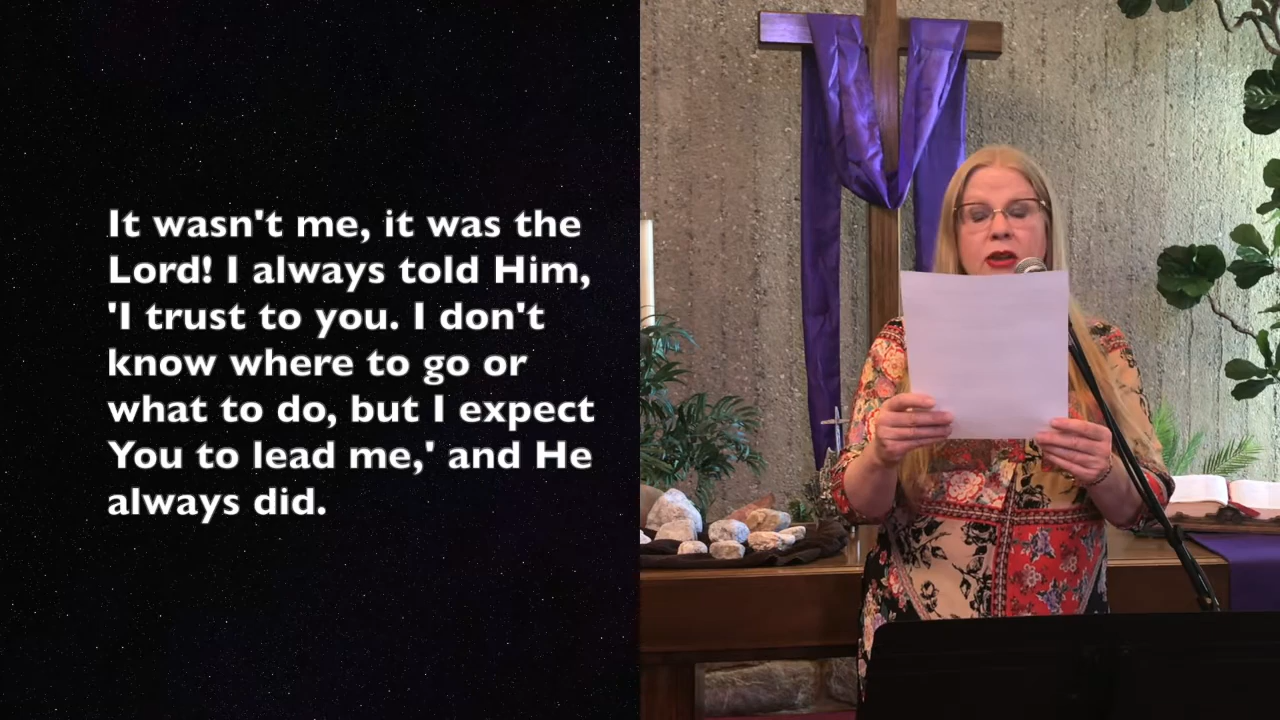 It wasn't me, it was the
Lord! I always told Him,
'I trust to you. I don't
know where to go or
what to do, but I expect
You to lead me,' and He
always did.